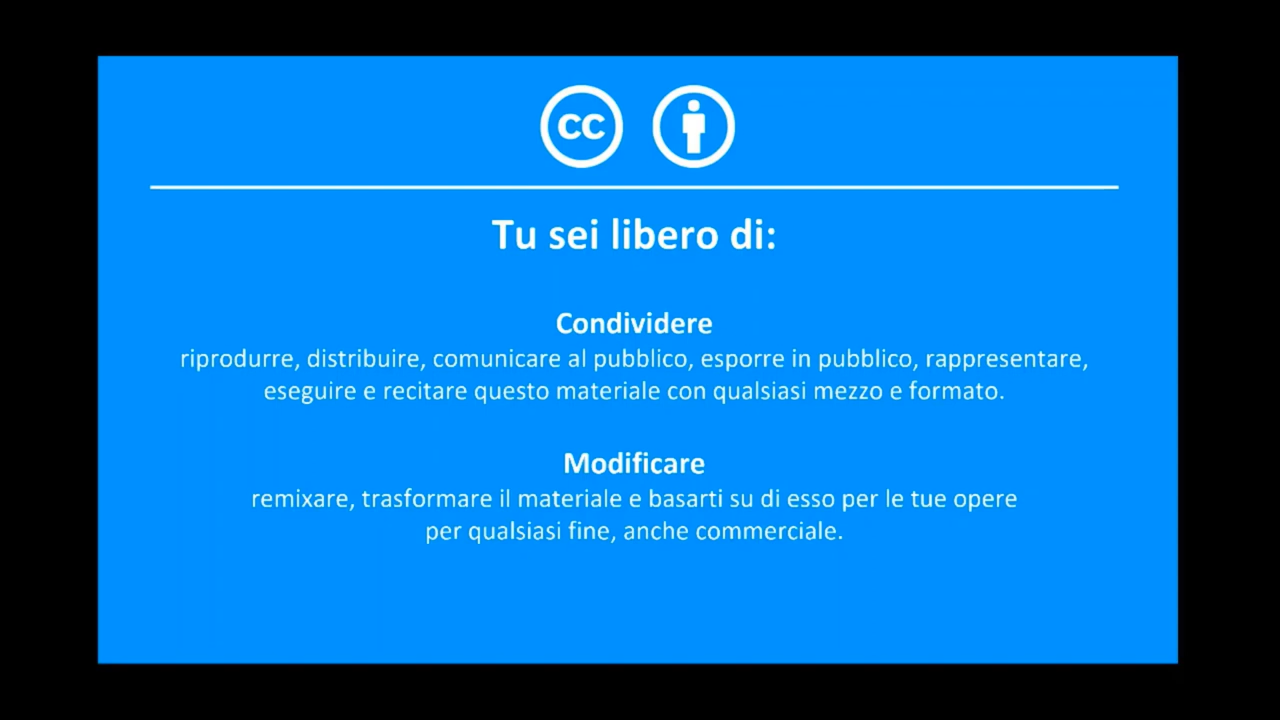 cc
Tu sei libero di:
Condividere
riprodurre, distribuire, comunicare al pubblico, esporre in pubblico, rappresentare,
eseguire e recitare questo materiale con qualsiasi mezzo e formato.
Modificare
remixare, trasformare il materiale e basarti su di esso per le tue opere
per qualsiasi fine, anche commerciale.